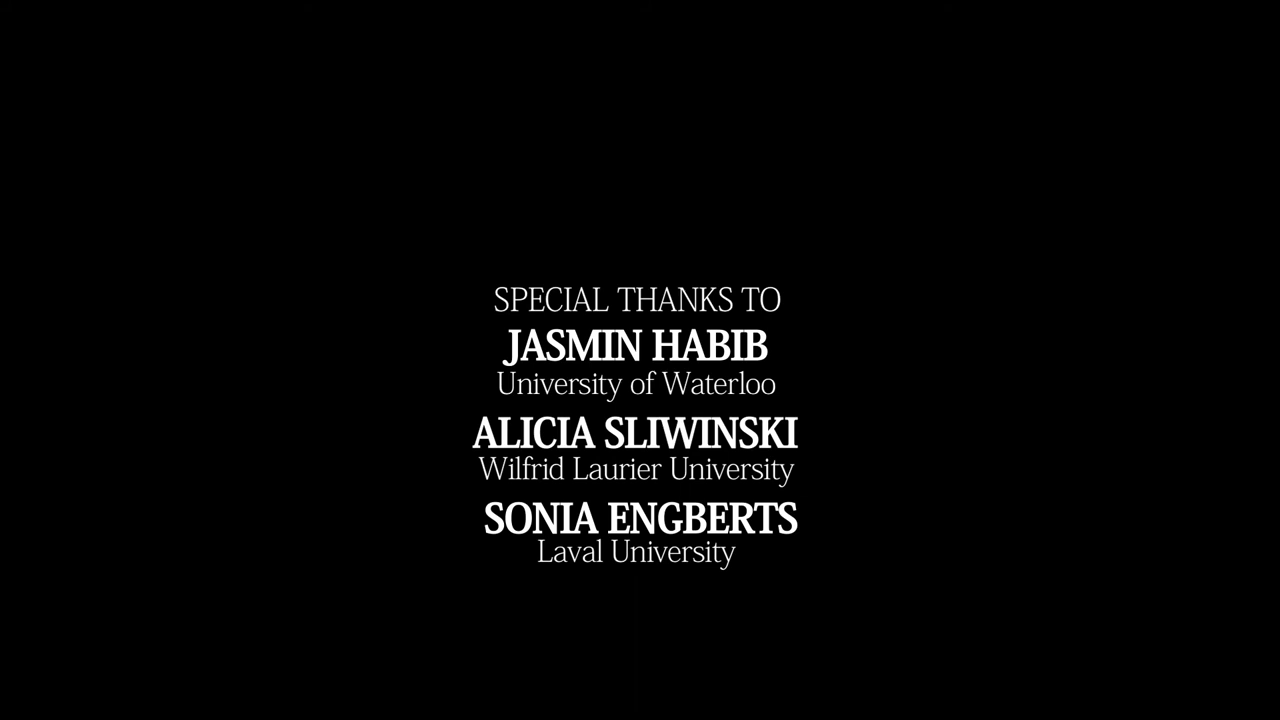 SPECIAL THANKS TO
JASMIN HABIB
University of Waterloo
ALICIA SLIWINSKI
Wilfrid Laurier University
SONIA ENGBERTS
Laval University